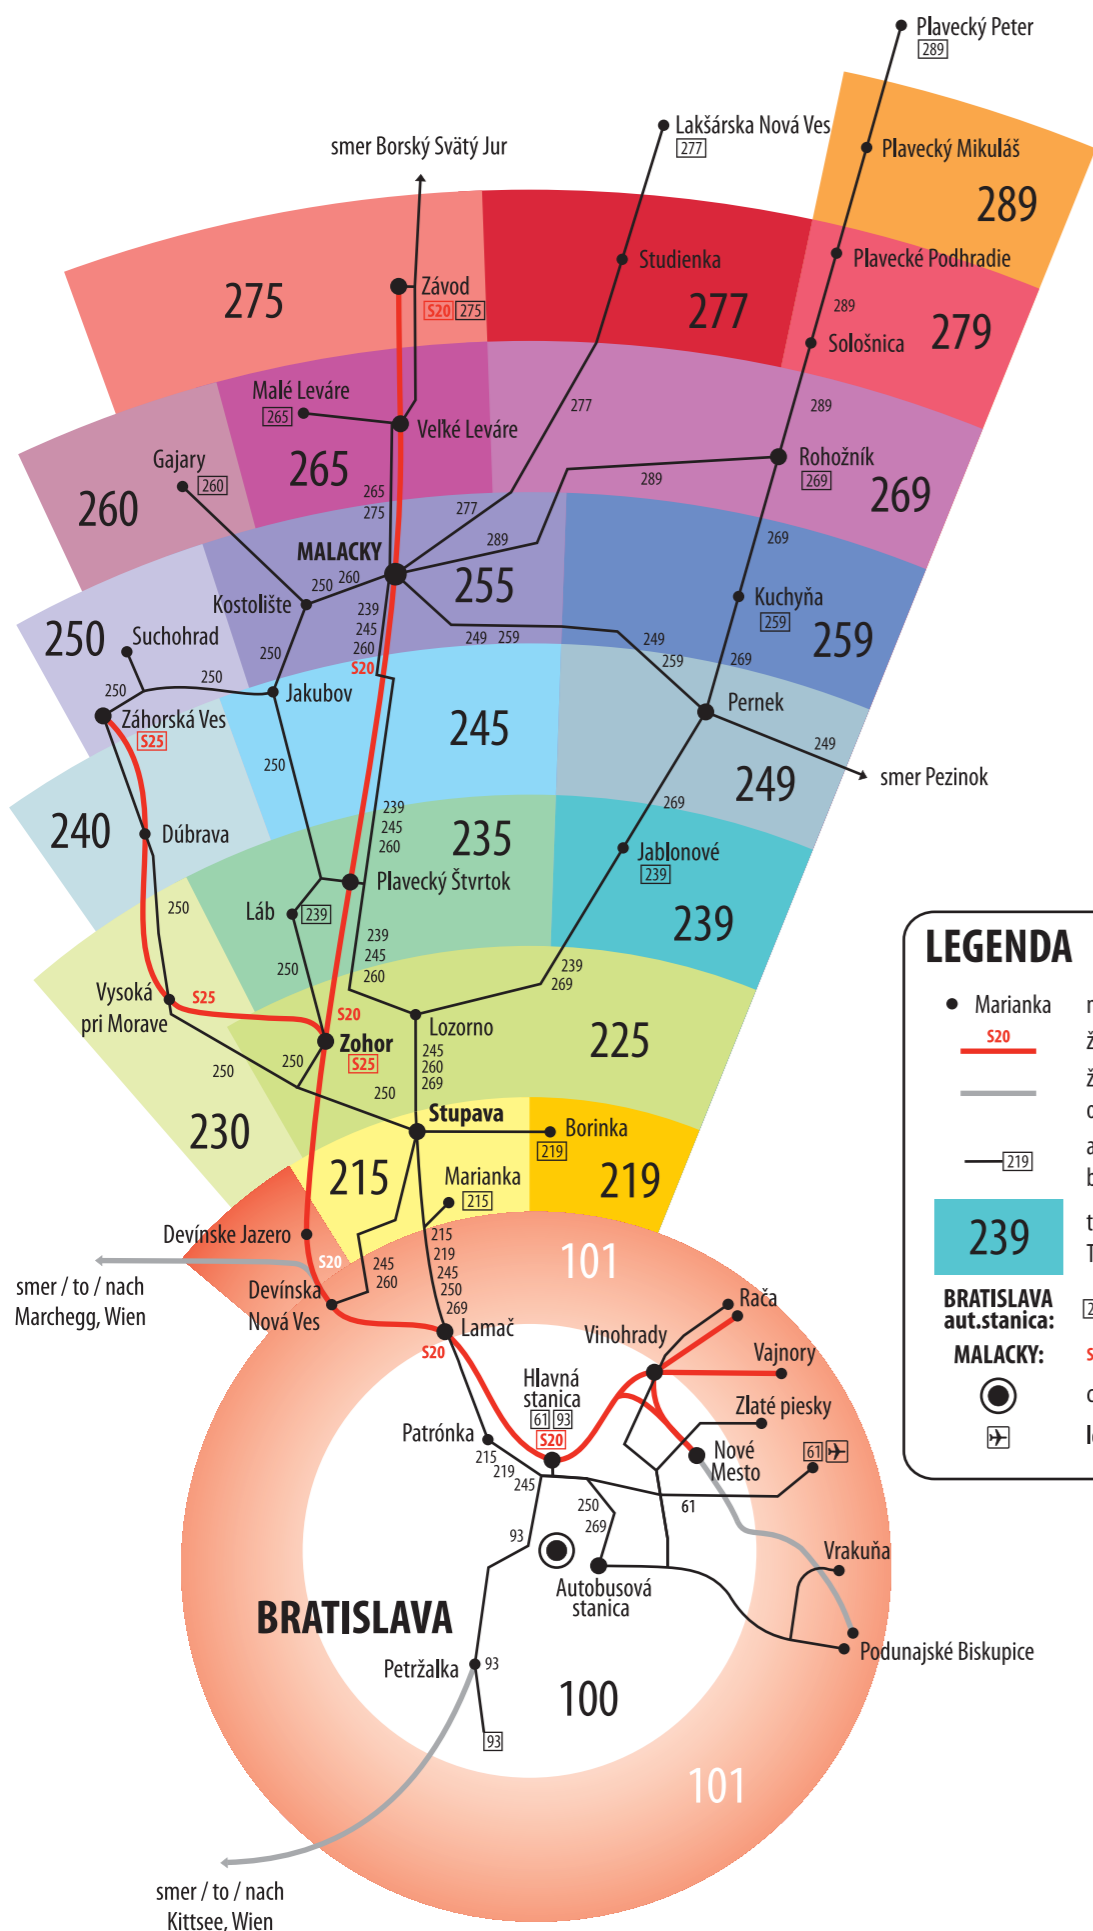 Plavecký Peter
289
Lakšárska Nová Ves
277
smer Borský Svätý Jur
Plavecký Mikuláš
289
Studienka
Plavecké Podhradie
Závod
S20 275
275
277
289
279
Sološnica
Malé Leváre
265
Veľké Leváre
277
289
Gajary
260
265
Rohožník
269
289
260
265
275
277
269
MALACKY
289
269
250 260
255
Kostolište
239
245
260
S20
Kuchyňa
259
259
250
Suchohrad
250
249 259
249
259
269
250
250
Jakubov
Pernek
Záhorská Ves
S25
245
249
smer Pezinok
250
249
240
Dúbrava
239
245
260
235
269
Jablonové
239
Plavecký Štvrtok
Láb
239
250
239
239
245
260
250
239
269
Vysoká
pri Morave
S25
S20
Lozorno
225
Zohor
S25
245
260
269
250
250
250
Stupava
230
Borinka
219
215
Marianka
215
219
Devínske Jazero
215
219
245
250
269
101
S20
245
260
smer / to / nach
Marchegg, Wien
Devínska
Nová Ves
Rača
Lamač
S20
Vinohrady
Vajnory
Hlavná
stanica
61 93
S20
Zlaté piesky
Patrónka
215
219
245
Nové
Mesto
61
250
269
61
93
Vrakuňa
Autobusová
stanica
BRATISLAVA
Petržalka
93
Podunajské Biskupice
100
93
101
smer / to / nach
Kittsee, Wien
LEGENDA
Marianka
S20
219
239
BRATISLAVA
aut.stanica:
MALACKY: